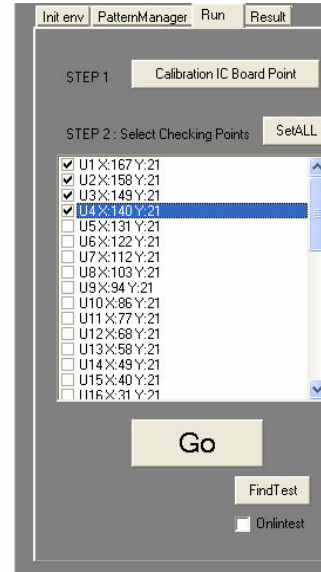 Init env PatternManager Run Result
STEP 1 Calibration IC Board Point
STEP 2 : Select Checking Points SetALL
U1 X:167 Y:21
U2 X:158 Y:21
U3 X:149 Y:21
U4 X:140 Y:21
U5 X:131 Y:21
U6 X:122 Y:21
U7 X:112 Y:21
U8 X:103 Y:21
U9 X:94 Y:21
U10 X:86 Y:21
U11 X:77 Y:21
U12 X:68 Y:21
U13 X:58 Y:21
U14 X:49 Y:21
U15 X:40 Y:21
U16 X:31 Y:21
Go
FindTest
Onlintest